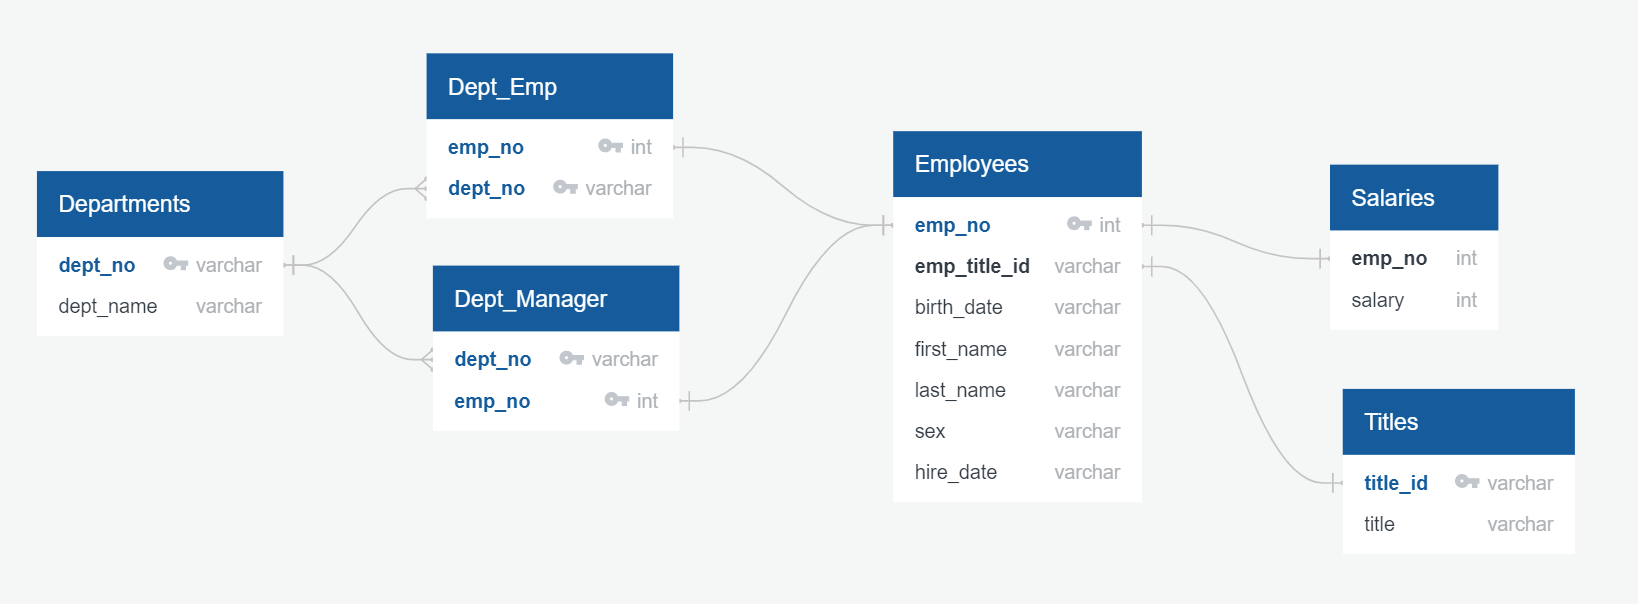 Departments
dept_no varchar
dept_name varchar
Dept_Emp
emp_no int
dept_no varchar
Dept_Manager
dept_no varchar
emp_no int
Employees
emp_no int
emp_title_id varchar
birth_date varchar
first_name varchar
last_name varchar
sex varchar
hire_date varchar
Salaries
emp_no int
salary int
Titles
title_id varchar
title varchar